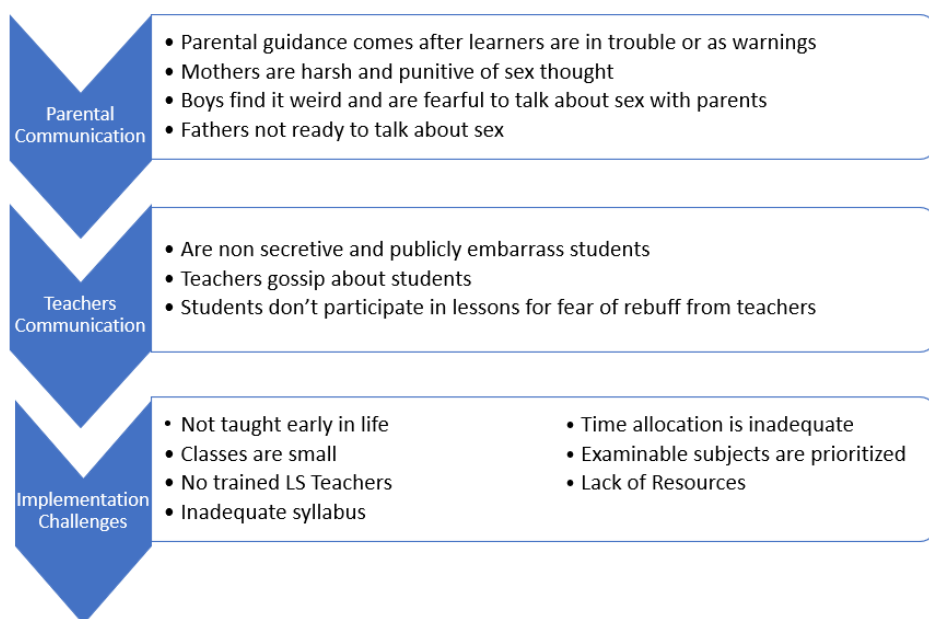 Parental
Communication
• Parental guidance comes after learners are in trouble or as warnings
• Mothers are harsh and punitive of sex thought
• Boys find it weird and are fearful to talk about sex with parents
• Fathers not ready to talk about sex
Teachers
Communication
• Are non secretive and publicly embarrass students
• Teachers gossip about students
• Students don’t participate in lessons for fear of rebuff from teachers
Implementation
Challenges
• Not taught early in life
• Classes are small
• No trained LS Teachers
• Inadequate syllabus
• Time allocation is inadequate
• Examinable subjects are prioritized
• Lack of Resources